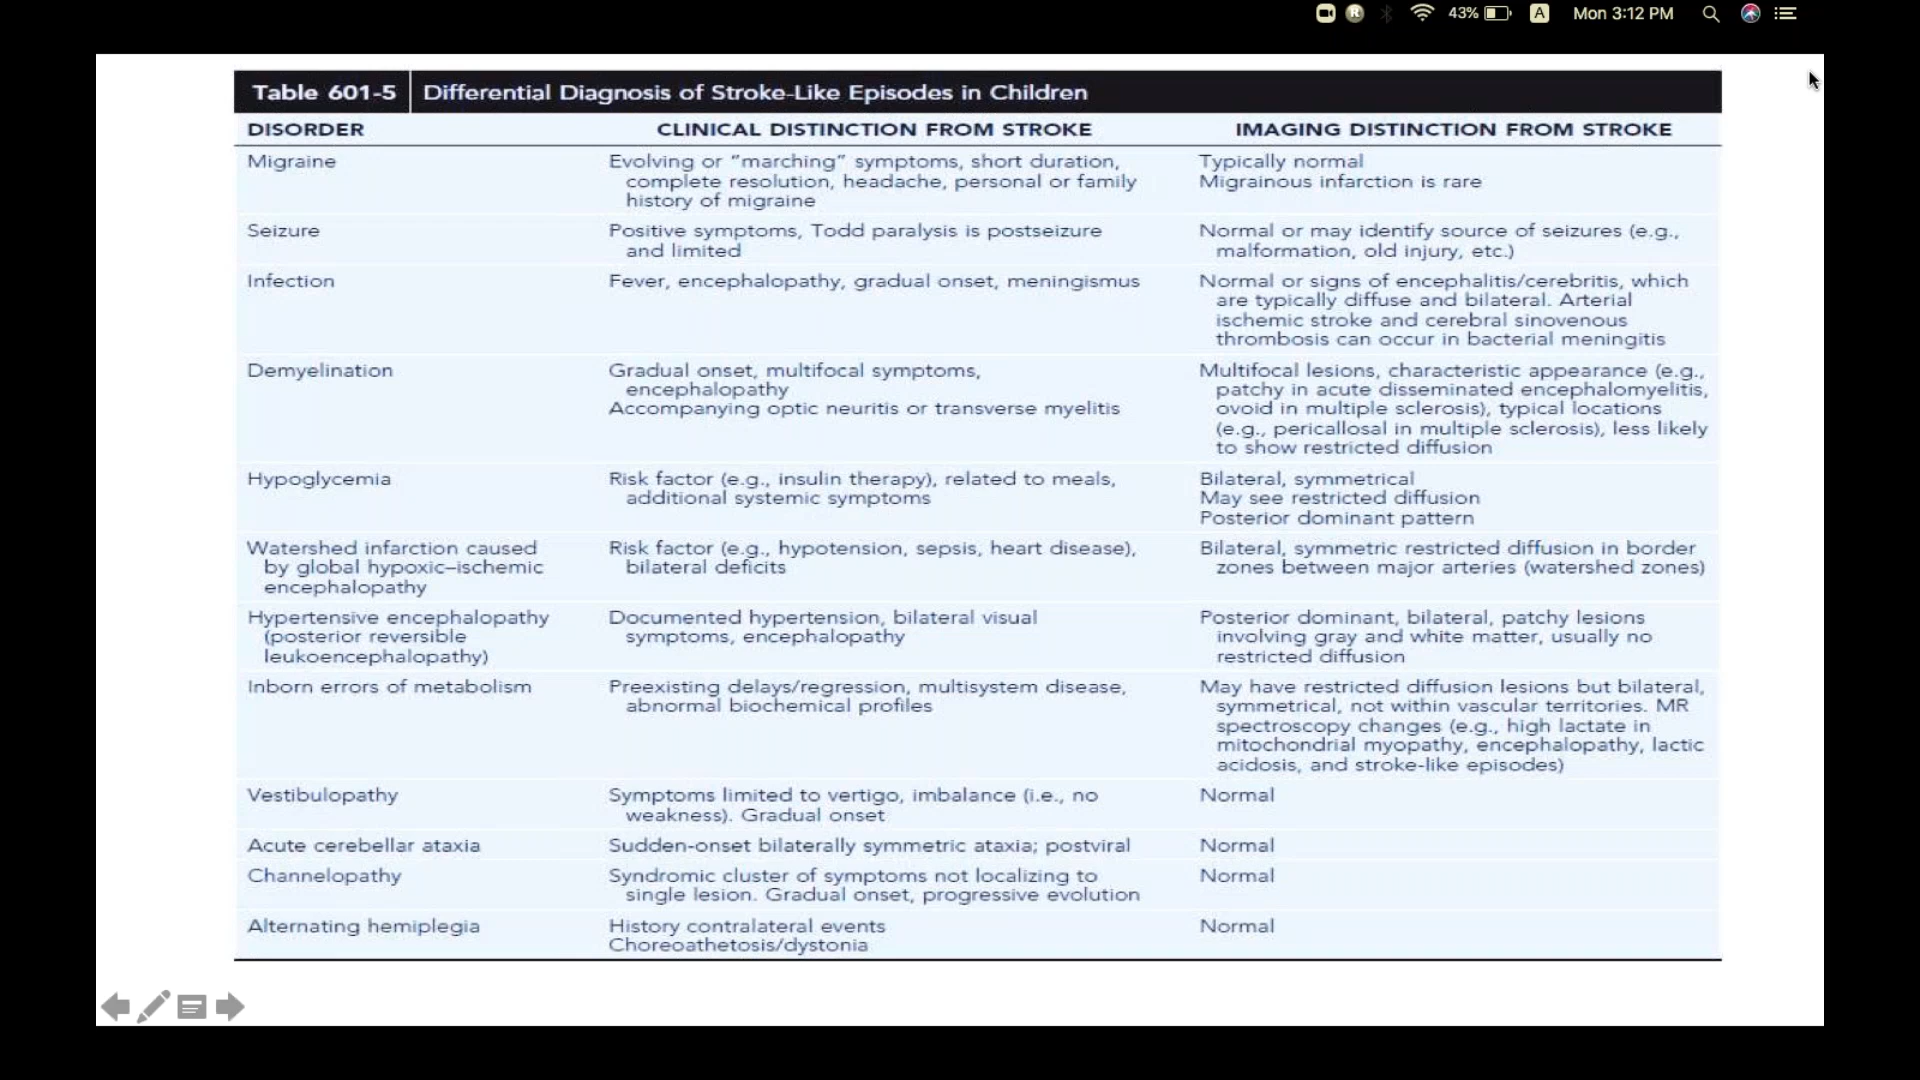 43% A Mon 3:12 PM
Table 601-5 Differential Diagnosis of Stroke-Like Episodes in Children
DISORDER CLINICAL DISTINCTION FROM STROKE IMAGING DISTINCTION FROM STROKE
Migraine Evolving or “marching” symptoms, short duration, Typically normal
complete resolution, headache, personal or family Migrainous infarction is rare
history of migraine
Seizure Positive symptoms, Todd paralysis is postseizure Normal or may identify source of seizures (e.g.,
and limited malformation, old injury, etc.)
Infection Fever, encephalopathy, gradual onset, meningismus Normal or signs of encephalitis/cerebritis, which
are typically diffuse and bilateral. Arterial
ischemic stroke and cerebral sinovenous
thrombosis can occur in bacterial meningitis
Demyelination Gradual onset, multifocal symptoms, Multifocal lesions, characteristic appearance (e.g.,
encephalopathy patchy in acute disseminated encephalomyelitis,
Accompanying optic neuritis or transverse myelitis ovoid in multiple sclerosis), typical locations
(e.g., pericallosal in multiple sclerosis), less likely
to show restricted diffusion
Hypoglycemia Risk factor (e.g., insulin therapy), related to meals, Bilateral, symmetrical
additional systemic symptoms May see restricted diffusion
Posterior dominant pattern
Watershed infarction caused Risk factor (e.g., hypotension, sepsis, heart disease), Bilateral, symmetric restricted diffusion in border
by global hypoxic–ischemic bilateral deficits zones between major arteries (watershed zones)
encephalopathy
Hypertensive encephalopathy Documented hypertension, bilateral visual Posterior dominant, bilateral, patchy lesions
(posterior reversible symptoms, encephalopathy involving gray and white matter, usually no
leukoencephalopathy) restricted diffusion
Inborn errors of metabolism Preexisting delays/regression, multisystem disease, May have restricted diffusion lesions but bilateral,
abnormal biochemical profiles symmetrical, not within vascular territories. MR
spectroscopy changes (e.g., high lactate in
mitochondrial myopathy, encephalopathy, lactic
acidosis, and stroke-like episodes)
Vestibulopathy Symptoms limited to vertigo, imbalance (i.e., no Normal
weakness). Gradual onset
Acute cerebellar ataxia Sudden-onset bilaterally symmetric ataxia; postviral Normal
Channelopathy Syndromic cluster of symptoms not localizing to Normal
single lesion. Gradual onset, progressive evolution
Alternating hemiplegia History contralateral events Normal
Choreoathetosis/dystonia